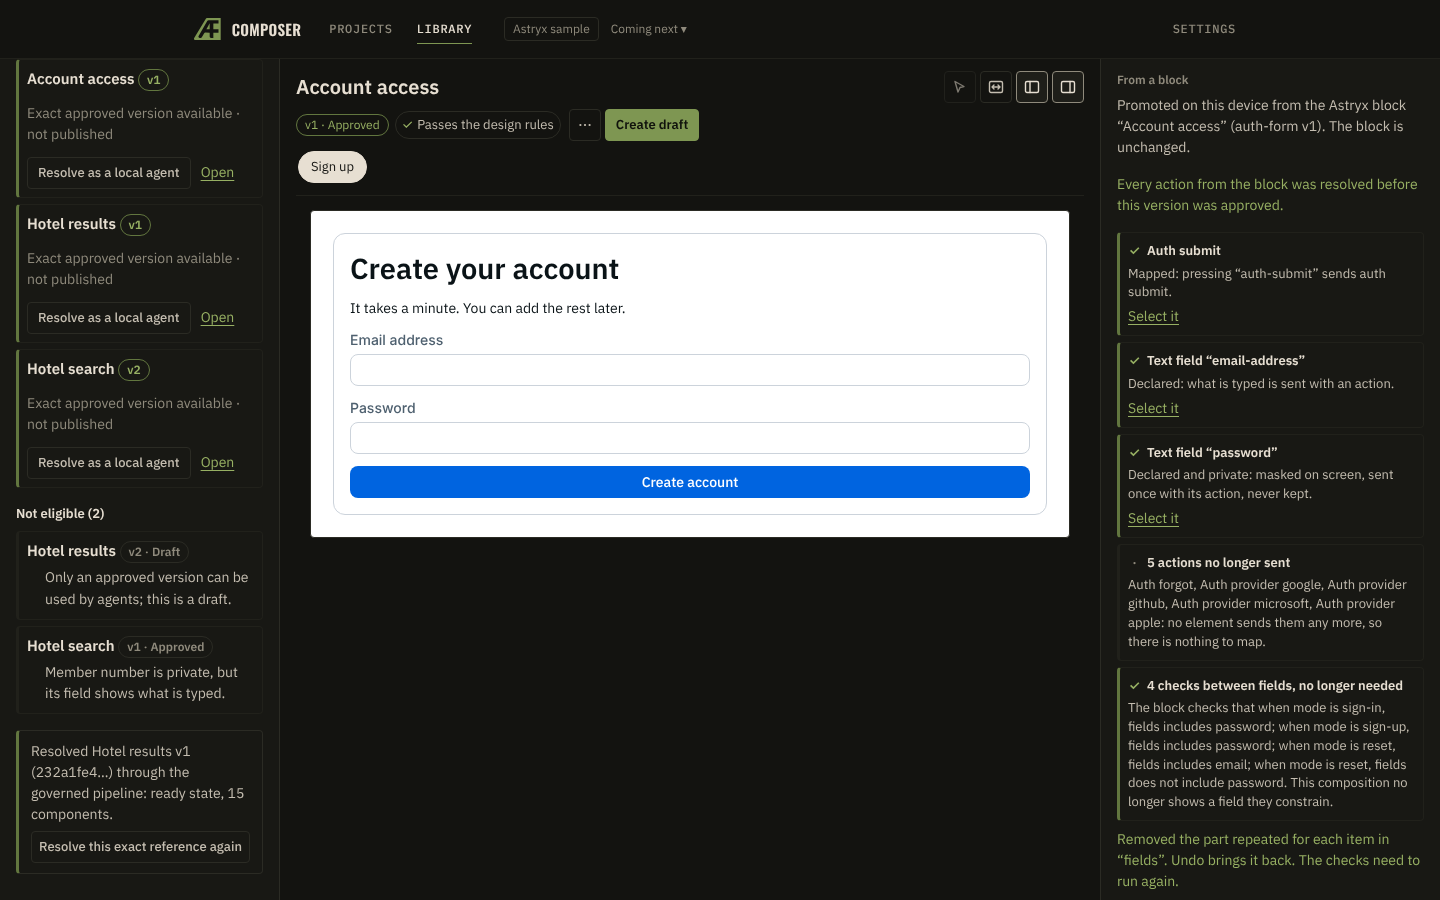 COMPOSER
PROJECTS
LIBRARY
Astryx sample
Coming next ▾
SETTINGS
Account access v1
Exact approved version available ·
not published
Resolve as a local agent
Open
Hotel results v1
Exact approved version available ·
not published
Resolve as a local agent
Open
Hotel search v2
Exact approved version available ·
not published
Resolve as a local agent
Open
Not eligible (2)
Hotel results v2 · Draft
Only an approved version can be
used by agents; this is a draft.
Hotel search v1 · Approved
Member number is private, but
its field shows what is typed.
Resolved Hotel results v1
(232a1fe4…) through the
governed pipeline: ready state, 15
components.
Resolve this exact reference again
Account access
v1 · Approved
✓ Passes the design rules
···
Create draft
Sign up
Create your account
It takes a minute. You can add the rest later.
Email address
Password
Create account
From a block
Promoted on this device from the Astryx block
“Account access” (auth-form v1). The block is
unchanged.
Every action from the block was resolved before
this version was approved.
✓ Auth submit
Mapped: pressing “auth-submit” sends auth
submit.
Select it
✓ Text field “email-address”
Declared: what is typed is sent with an action.
Select it
✓ Text field “password”
Declared and private: masked on screen, sent
once with its action, never kept.
Select it
· 5 actions no longer sent
Auth forgot, Auth provider google, Auth provider
github, Auth provider microsoft, Auth provider
apple: no element sends them any more, so
there is nothing to map.
✓ 4 checks between fields, no longer needed
The block checks that when mode is sign-in,
fields includes password; when mode is sign-up,
fields includes password; when mode is reset,
fields includes email; when mode is reset, fields
does not include password. This composition no
longer shows a field they constrain.
Removed the part repeated for each item in
“fields”. Undo brings it back. The checks need to
run again.